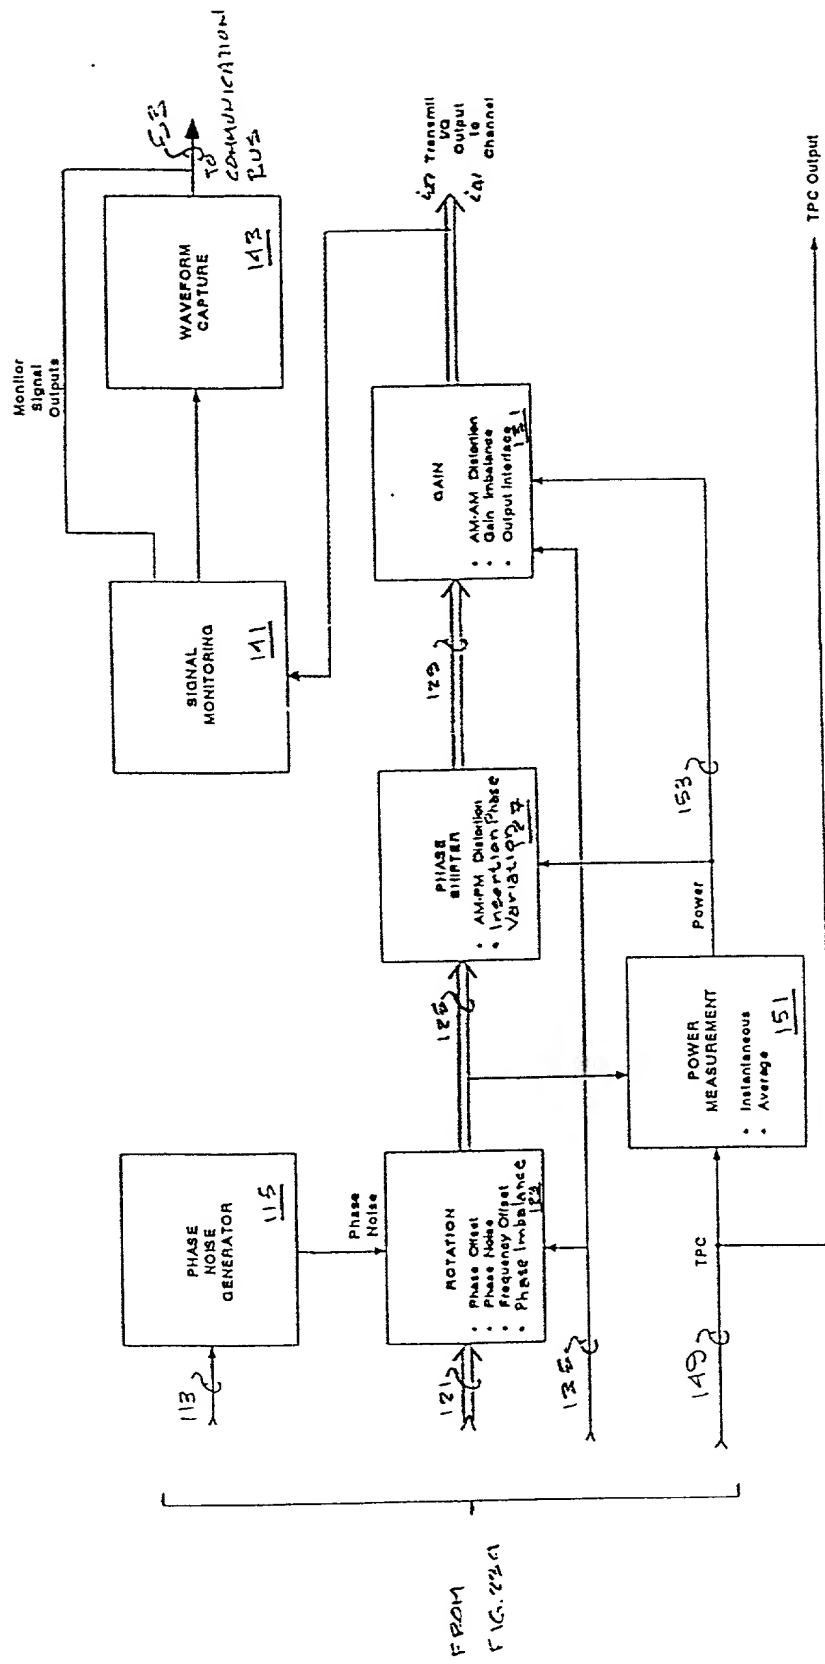 FROM
FIG. 22A
113
121
135
149
PHASE
NOISE
GENERATOR
115
Phase
Noise
ROTATION
• Phase Offset
• Phase Noise
• Frequency Offset
• Phase Imbalance
TPC
125
POWER
MEASUREMENT
• Instantaneous
• Average
151
Power
153
PHASE
SHIFTER
• AM-PM Distortion
• Insertion Phase
Variation
129
SIGNAL
MONITORING
141
Monitor
Signal
Outputs
GAIN
• AM-AM Distortion
• Gain Imbalance
• Output Interface
131
WAVEFORM
CAPTURE
143
TO
COMMUNICATION
BUS
Transmit
I/Q
Output
to
Channel
TPC Output